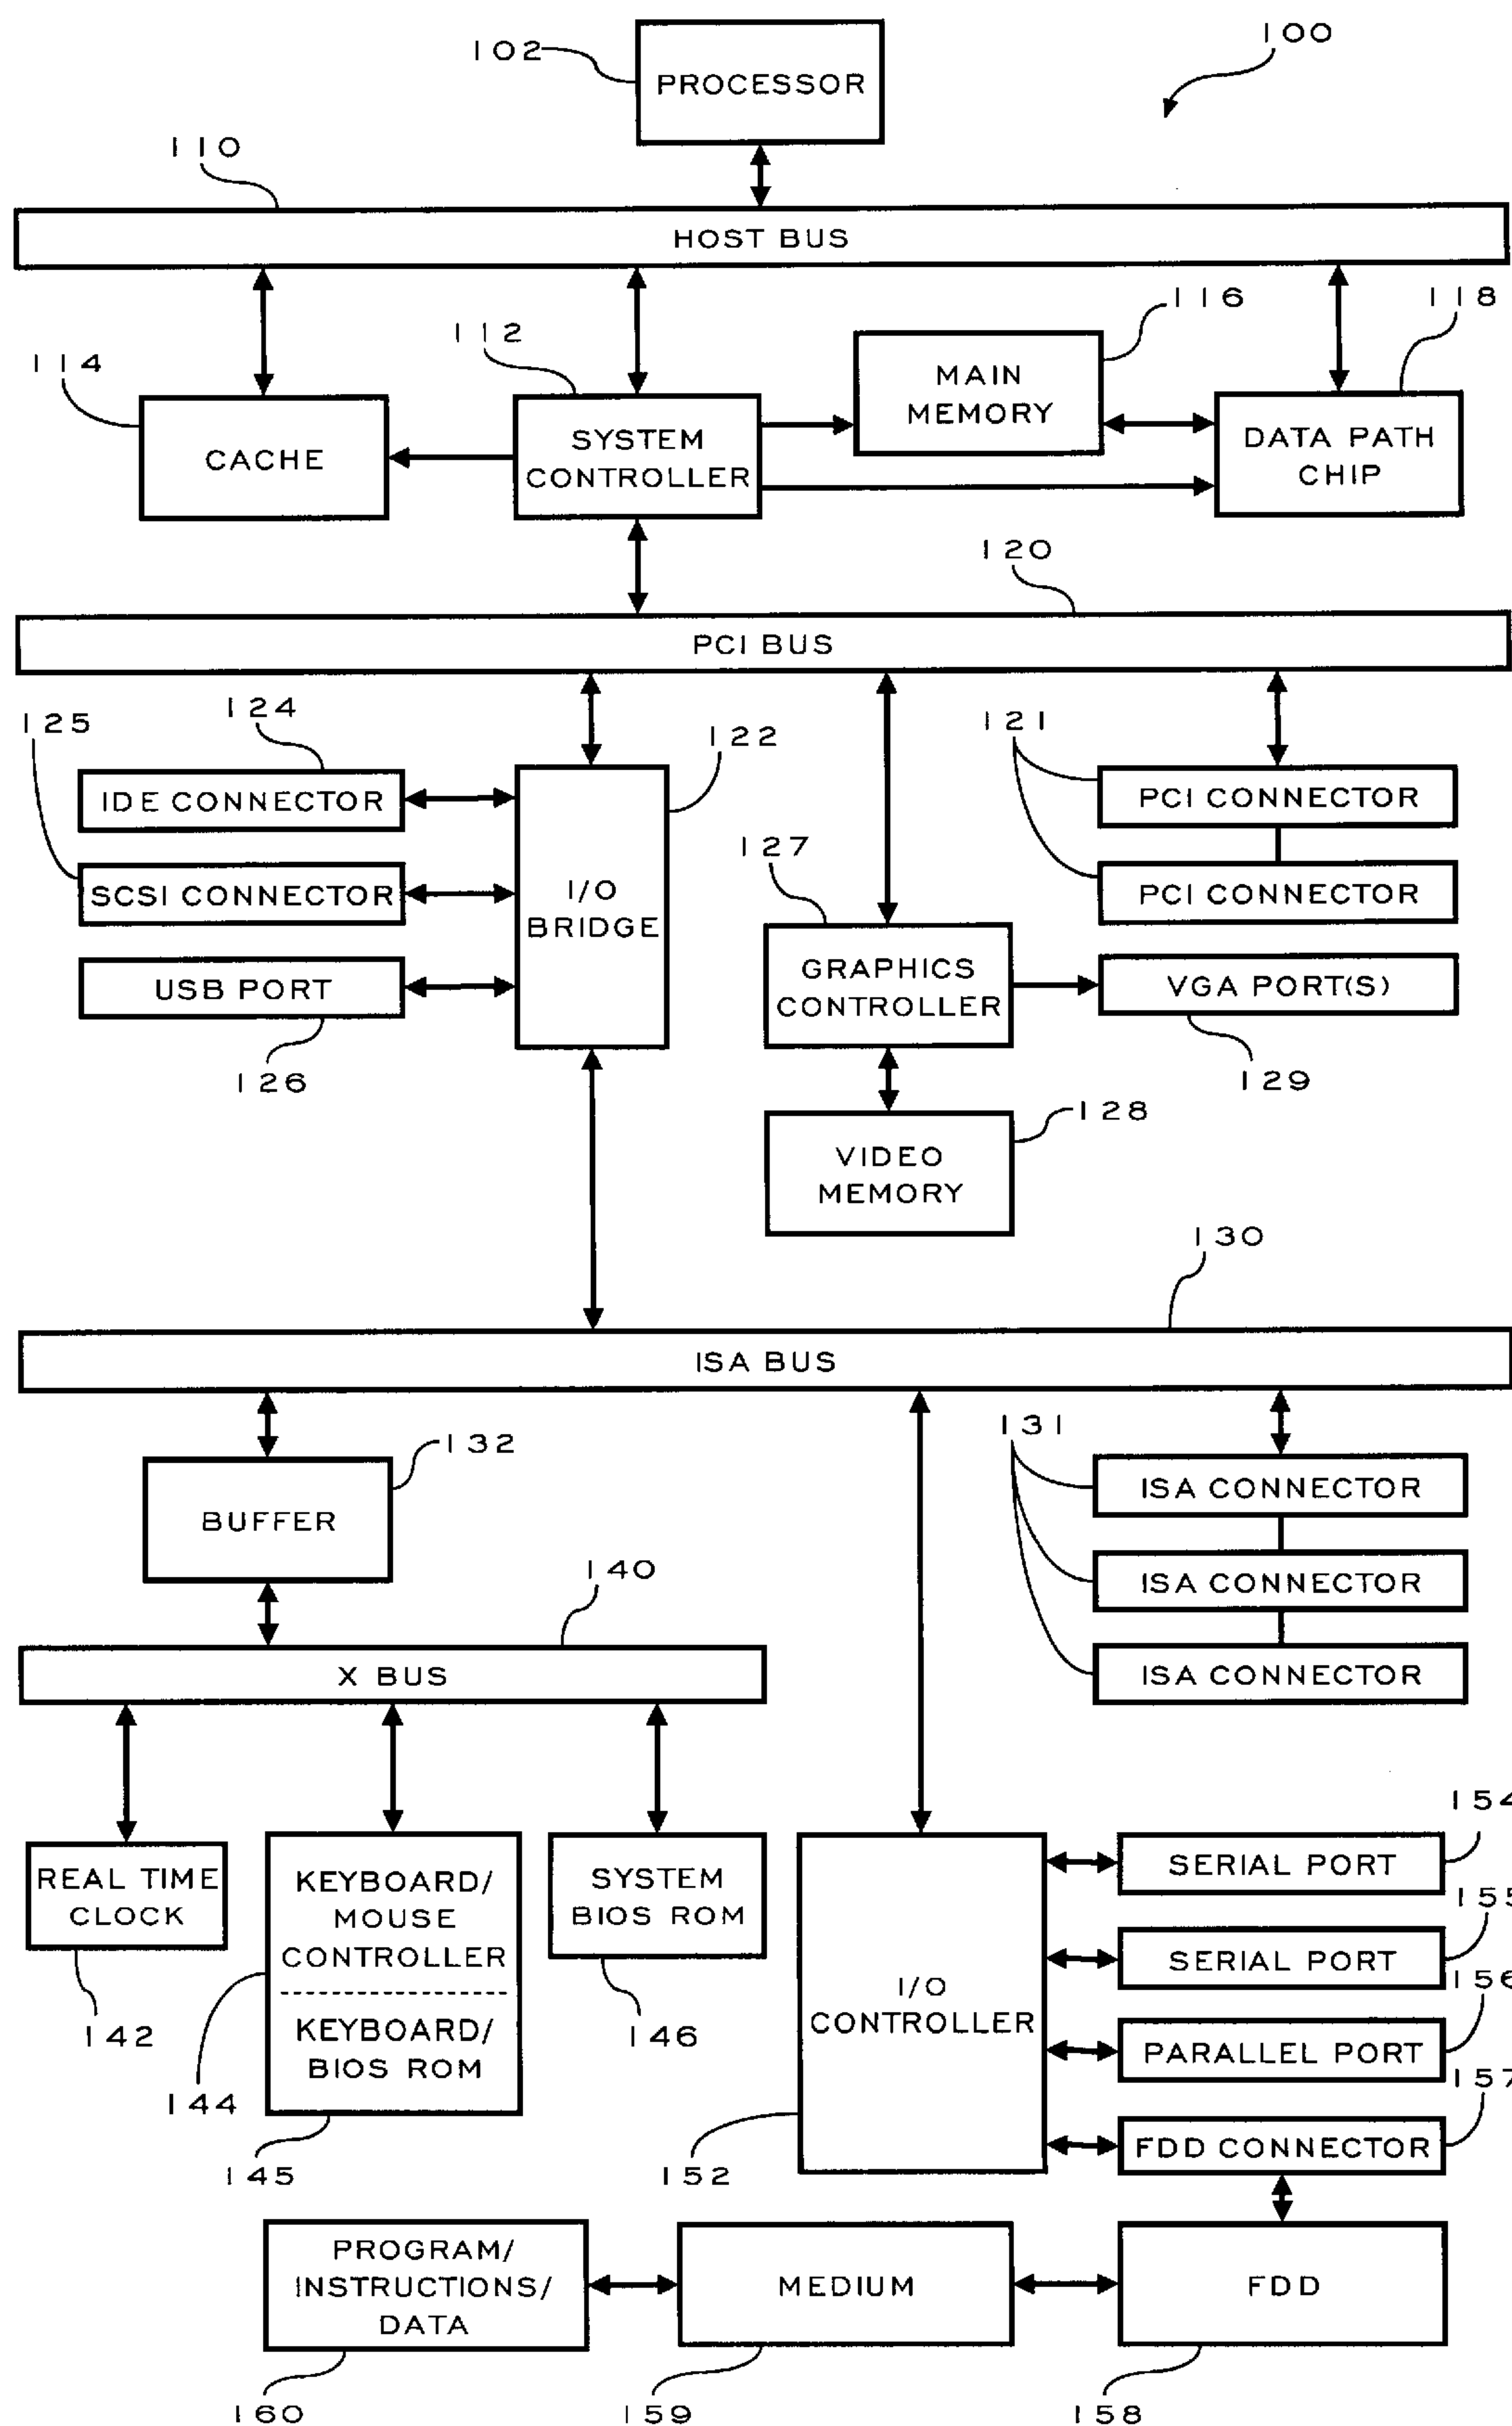 102
PROCESSOR
100
110
HOST BUS
112
116
118
114
MAIN
MEMORY
CACHE
SYSTEM
CONTROLLER
DATA PATH
CHIP
120
PCI BUS
125
124
122
121
IDE CONNECTOR
PCI CONNECTOR
127
SCSI CONNECTOR
I/O
BRIDGE
PCI CONNECTOR
USB PORT
GRAPHICS
CONTROLLER
VGA PORT(S)
126
129
128
VIDEO
MEMORY
130
ISA BUS
132
131
ISA CONNECTOR
BUFFER
140
ISA CONNECTOR
X BUS
ISA CONNECTOR
154
REAL TIME
CLOCK
KEYBOARD/
MOUSE
CONTROLLER
SYSTEM
BIOS ROM
SERIAL PORT
155
SERIAL PORT
156
I/O
CONTROLLER
142
KEYBOARD/
BIOS ROM
146
PARALLEL PORT
157
144
145
152
FDD CONNECTOR
PROGRAM/
INSTRUCTIONS/
DATA
MEDIUM
FDD
160
159
158